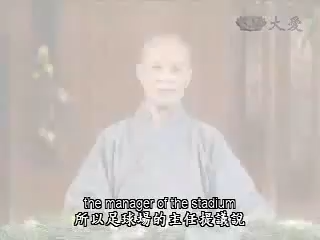 大愛
the manager of the stadium
所以足球場的主任提議說